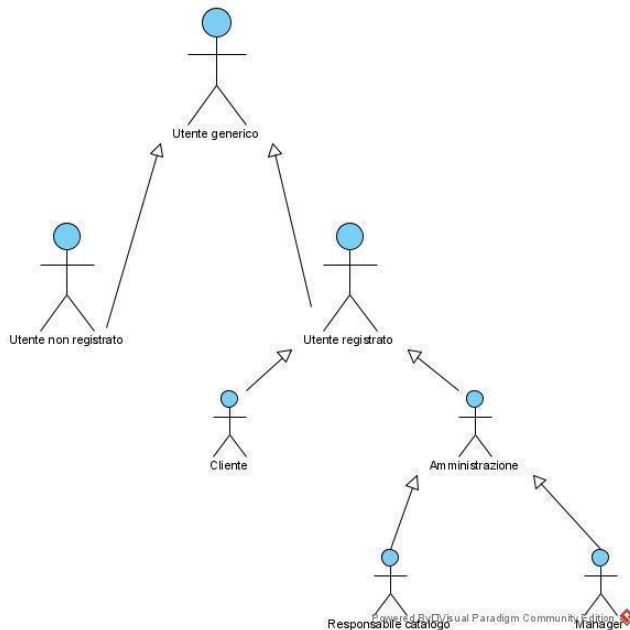 Utente generico
Utente non registrato
Utente registrato
Cliente
Amministrazione
Powered By Visual Paradigm Community Edition
Responsabile catalogo
Manager